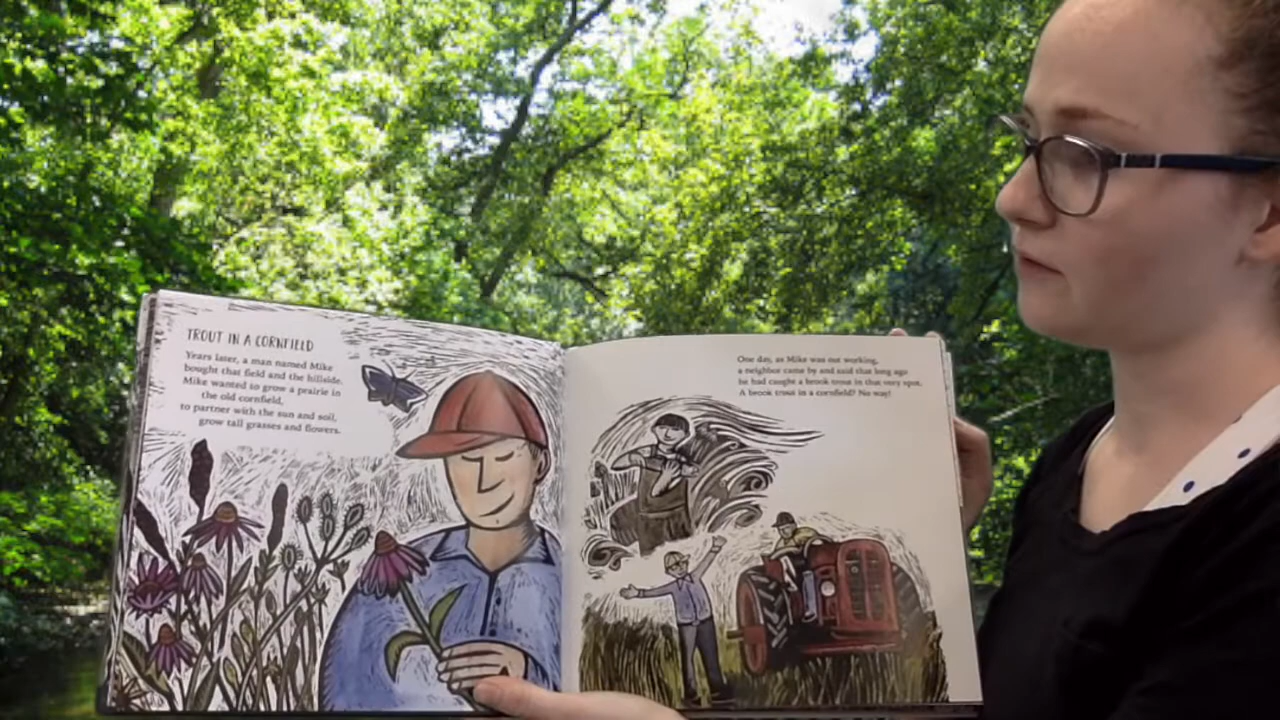 TROUT IN A CORNFIELD
Years later, a man named Mike
bought that field and the hillside.
Mike wanted to grow a prairie in
the old cornfield,
to partner with the sun and soil,
grow tall grasses and flowers.
One day, as Mike was out working,
a neighbor came by and said that long ago
he had caught a brook trout in that very spot.
A brook trout in a cornfield? No way!